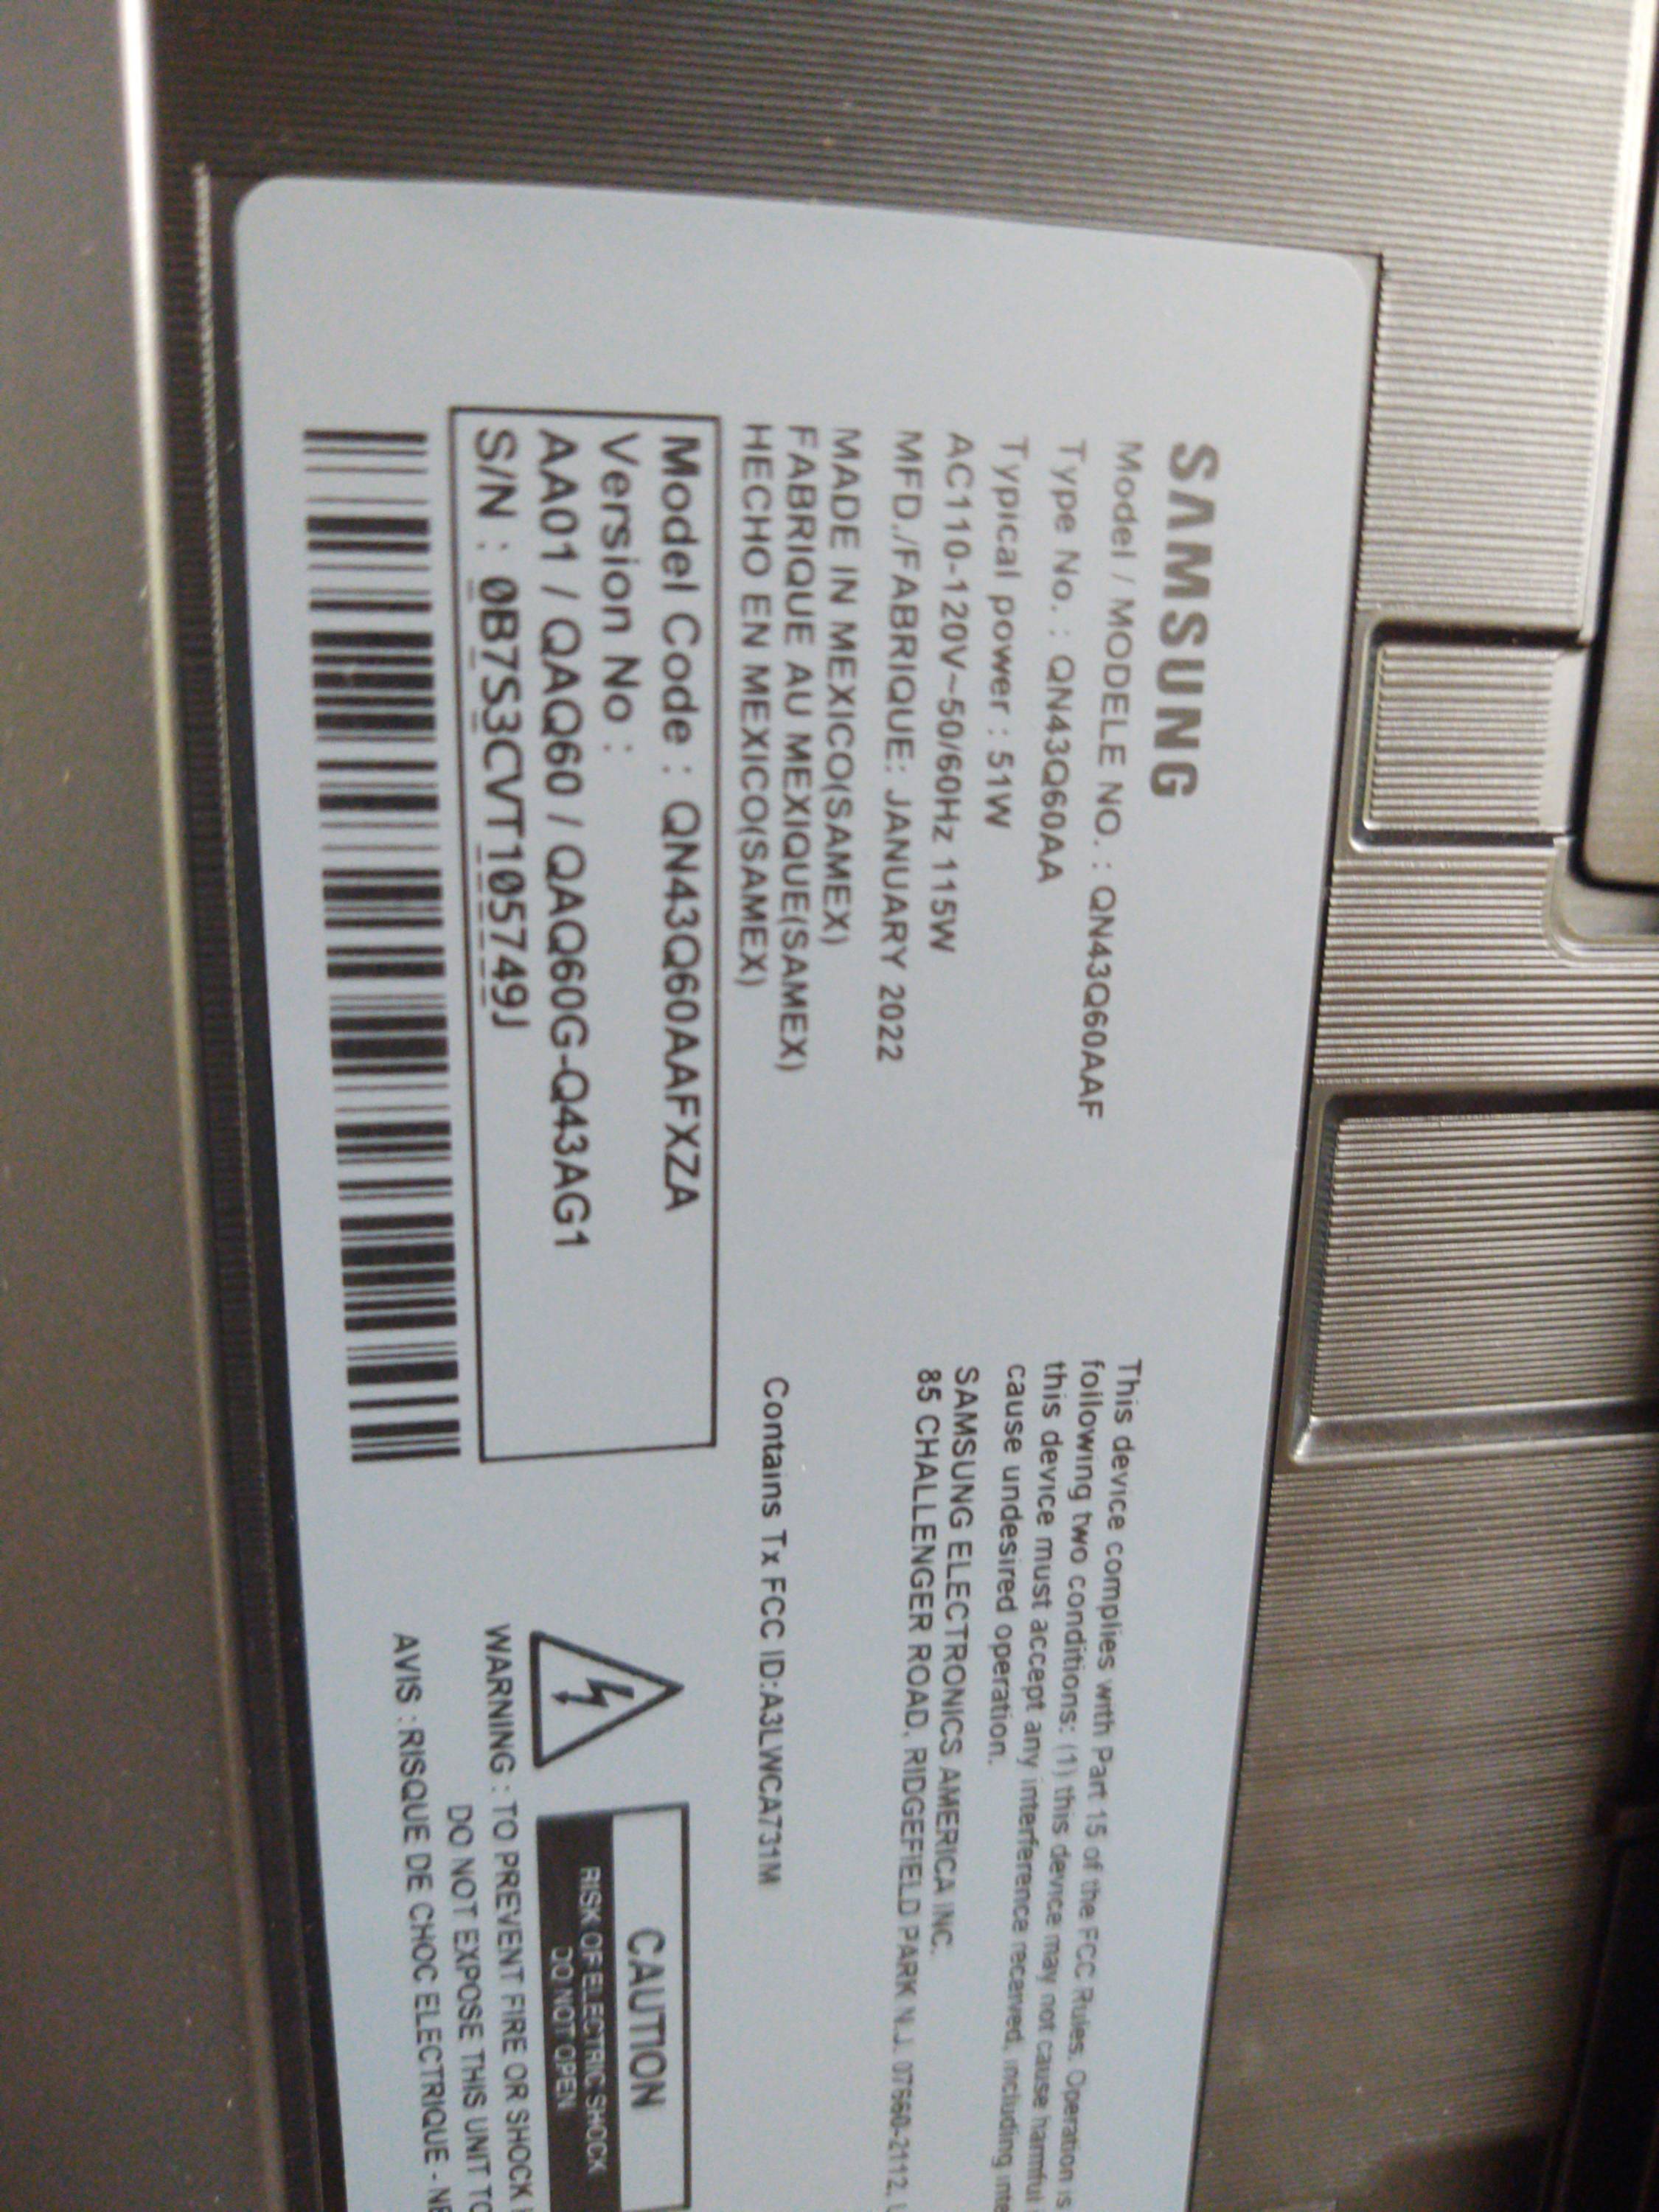 SAMSUNG
Model / MODELE NO. : QN43Q60AAF
Type No. : QN43Q60AA
Typical power : 51W
AC110-120V~50/60Hz 115W
MFD./FABRIQUE: JANUARY 2022
MADE IN MEXICO(SAMEX)
FABRIQUE AU MEXIQUE(SAMEX)
HECHO EN MEXICO(SAMEX)
Model Code : QN43Q60AAFXZA
Version No :
AA01 / QAQ60 / QAQ60G-Q43AG1
S/N : 0B7S3CVT105749J
This device complies with Part 15 of the FCC Rules. Operation is
following two conditions: (1) this device may not cause harmful
this device must accept any interference received, including
cause undesired operation.
SAMSUNG ELECTRONICS AMERICA INC.
85 CHALLENGER ROAD, RIDGEFIELD PARK N.J. 07660-2112,
Contains Tx FCC ID:A3LWCA731M
CAUTION
RISK OF ELECTRIC SHOCK
DO NOT OPEN
WARNING : TO PREVENT FIRE OR SHOCK
DO NOT EXPOSE THIS UNIT TO
AVIS : RISQUE DE CHOC ELECTRIQUE -